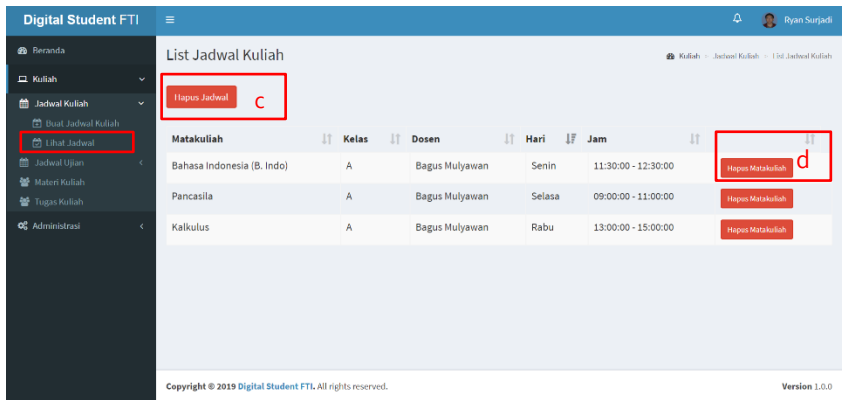 Digital Student FTI
Ryan Surjadi
Beranda
Kuliah
Jadwal Kuliah
Buat Jadwal Kuliah
Lihat Jadwal
Jadwal Ujian
Materi Kuliah
Tugas Kuliah
Administrasi
List Jadwal Kuliah
Kuliah > Jadwal Kuliah > List Jadwal Kuliah
Hapus Jadwal c
Matakuliah Kelas Dosen Hari Jam
Bahasa Indonesia (B. Indo) A Bagus Mulyawan Senin 11:30:00 - 12:30:00 Hapus Matakuliah d
Pancasila A Bagus Mulyawan Selasa 09:00:00 - 11:00:00 Hapus Matakuliah
Kalkulus A Bagus Mulyawan Rabu 13:00:00 - 15:00:00 Hapus Matakuliah
Copyright © 2019 Digital Student FTI. All rights reserved. Version 1.0.0